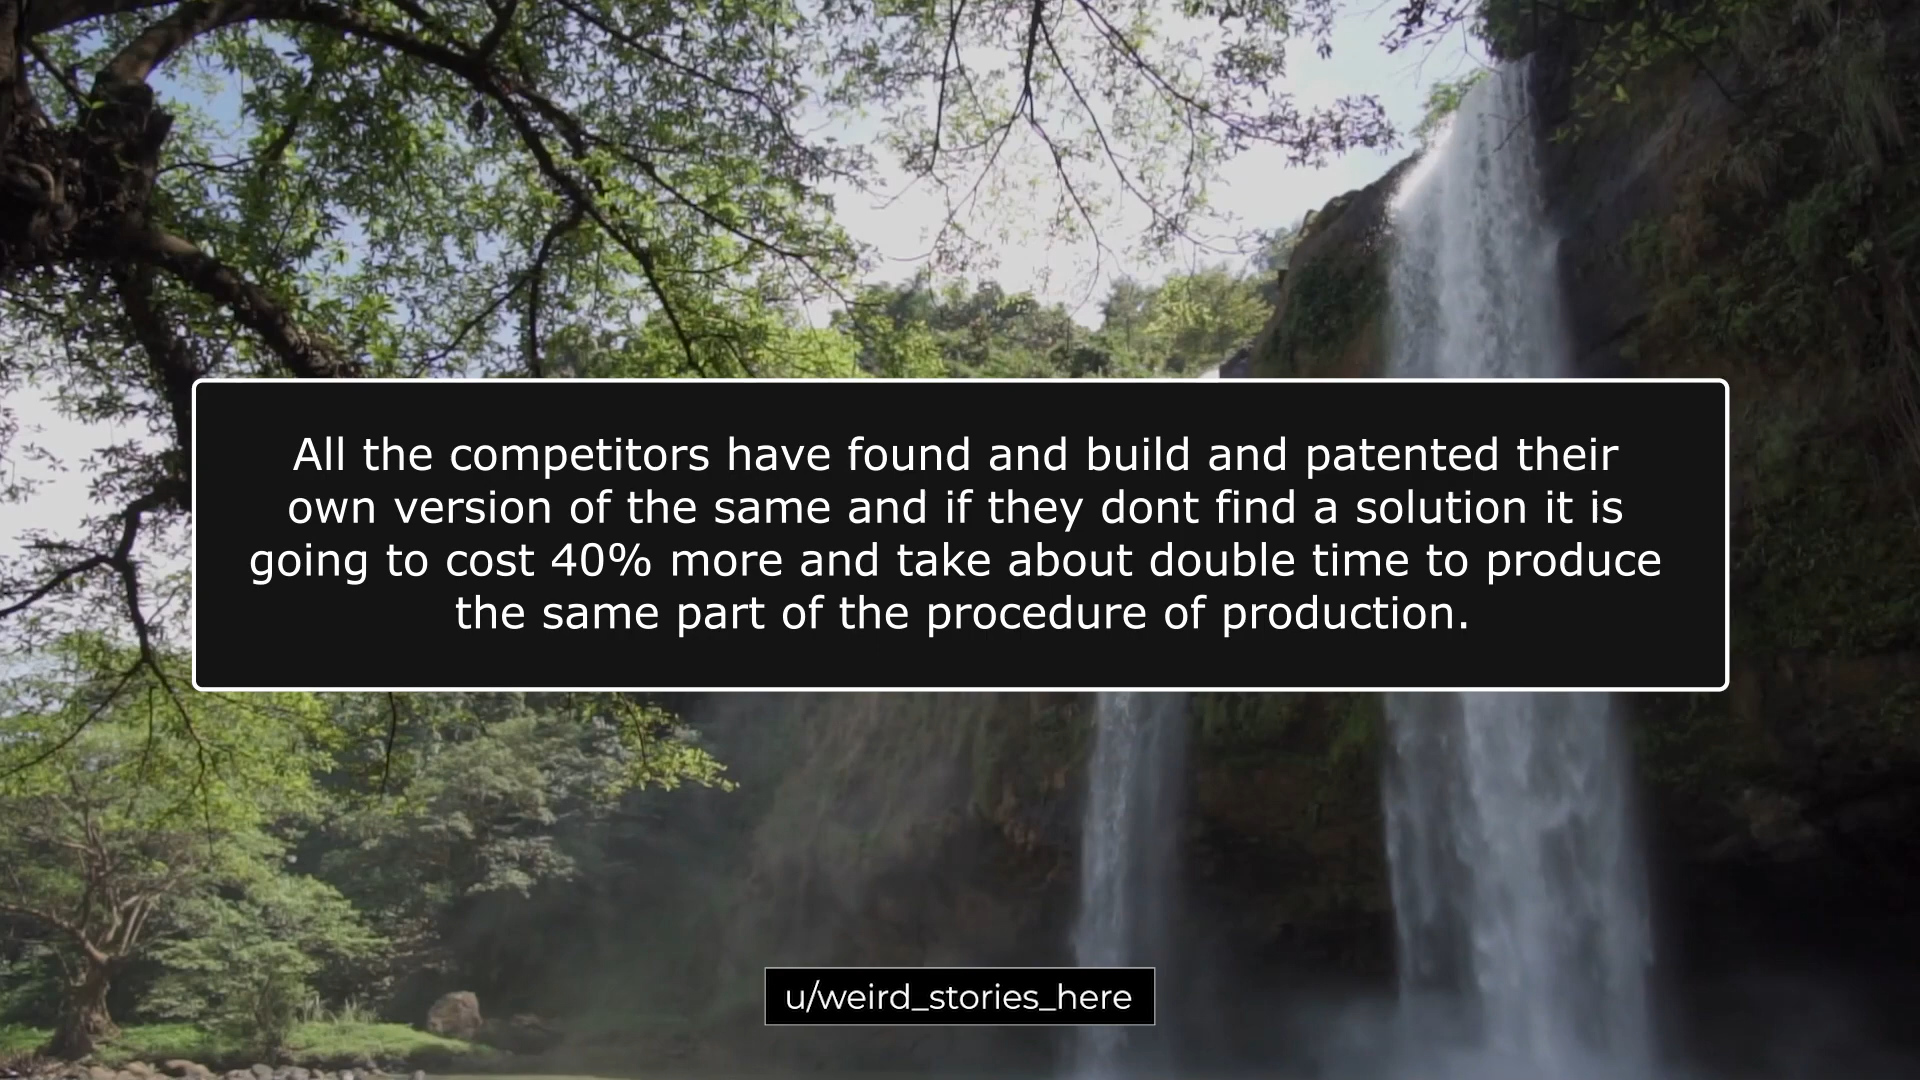 All the competitors have found and build and patented their
own version of the same and if they dont find a solution it is
going to cost 40% more and take about double time to produce
the same part of the procedure of production.
u/weird_stories_here